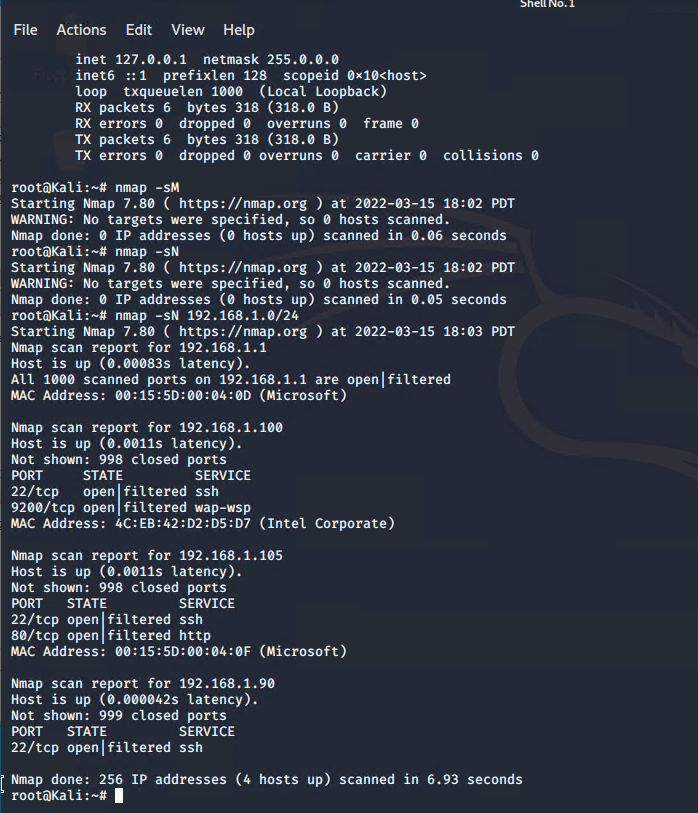 Shell No. 1
File Actions Edit View Help
inet 127.0.0.1 netmask 255.0.0.0
inet6 ::1 prefixlen 128 scopeid 0×10<host>
loop txqueuelen 1000 (Local Loopback)
RX packets 6 bytes 318 (318.0 B)
RX errors 0 dropped 0 overruns 0 frame 0
TX packets 6 bytes 318 (318.0 B)
TX errors 0 dropped 0 overruns 0 carrier 0 collisions 0
root@Kali:~# nmap -sM
Starting Nmap 7.80 ( https://nmap.org ) at 2022-03-15 18:02 PDT
WARNING: No targets were specified, so 0 hosts scanned.
Nmap done: 0 IP addresses (0 hosts up) scanned in 0.06 seconds
root@Kali:~# nmap -sN
Starting Nmap 7.80 ( https://nmap.org ) at 2022-03-15 18:02 PDT
WARNING: No targets were specified, so 0 hosts scanned.
Nmap done: 0 IP addresses (0 hosts up) scanned in 0.05 seconds
root@Kali:~# nmap -sN 192.168.1.0/24
Starting Nmap 7.80 ( https://nmap.org ) at 2022-03-15 18:03 PDT
Nmap scan report for 192.168.1.1
Host is up (0.00083s latency).
All 1000 scanned ports on 192.168.1.1 are open|filtered
MAC Address: 00:15:5D:00:04:0D (Microsoft)
Nmap scan report for 192.168.1.100
Host is up (0.0011s latency).
Not shown: 998 closed ports
PORT STATE SERVICE
22/tcp open|filtered ssh
9200/tcp open|filtered wap-wsp
MAC Address: 4C:EB:42:D2:D5:D7 (Intel Corporate)
Nmap scan report for 192.168.1.105
Host is up (0.0011s latency).
Not shown: 998 closed ports
PORT STATE SERVICE
22/tcp open|filtered ssh
80/tcp open|filtered http
MAC Address: 00:15:5D:00:04:0F (Microsoft)
Nmap scan report for 192.168.1.90
Host is up (0.000042s latency).
Not shown: 999 closed ports
PORT STATE SERVICE
22/tcp open|filtered ssh
Nmap done: 256 IP addresses (4 hosts up) scanned in 6.93 seconds
root@Kali:~#